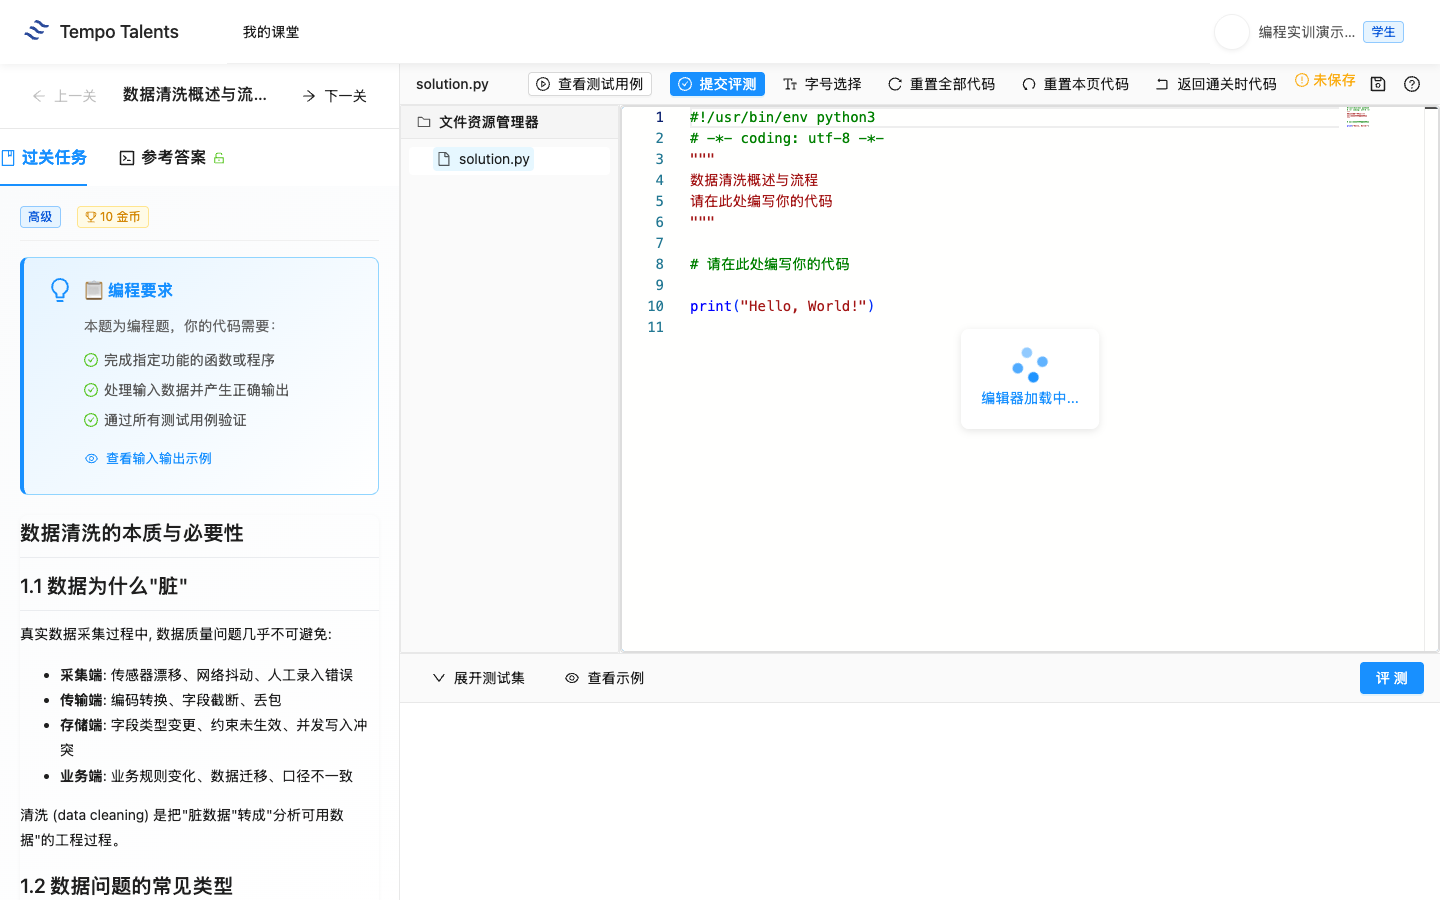 Tempo Talents
我的课堂
编程实训演示...
学生
上一关
数据清洗概述与流...
下一关
solution.py
查看测试用例
提交评测
字号选择
重置全部代码
重置本页代码
返回通关时代码
未保存
过关任务
参考答案
高级
10 金币
编程要求
本题为编程题，你的代码需要：
完成指定功能的函数或程序
处理输入数据并产生正确输出
通过所有测试用例验证
查看输入输出示例
数据清洗的本质与必要性
1.1 数据为什么"脏"
真实数据采集过程中, 数据质量问题几乎不可避免:
采集端: 传感器漂移、网络抖动、人工录入错误
传输端: 编码转换、字段截断、丢包
存储端: 字段类型变更、约束未生效、并发写入冲
突
业务端: 业务规则变化、数据迁移、口径不一致
清洗 (data cleaning) 是把"脏数据"转成"分析可用数
据"的工程过程。
1.2 数据问题的常见类型
文件资源管理器
solution.py
1 #!/usr/bin/env python3
2 # -*- coding: utf-8 -*-
3 """
4 数据清洗概述与流程
5 请在此处编写你的代码
6 """
7
8 # 请在此处编写你的代码
9
10 print("Hello, World!")
11
编辑器加载中...
展开测试集
查看示例
评 测